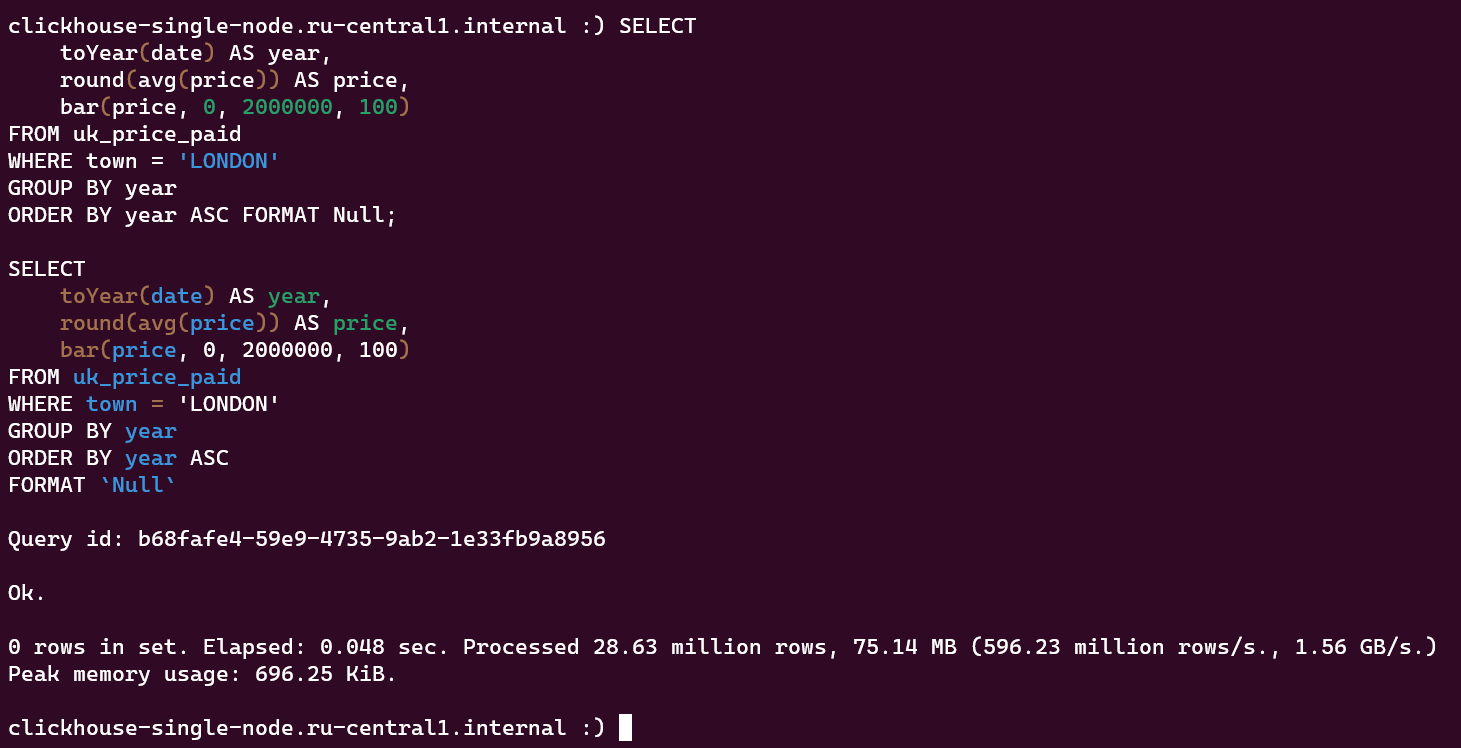 clickhouse-single-node.ru-central1.internal :) SELECT
    toYear(date) AS year,
    round(avg(price)) AS price,
    bar(price, 0, 2000000, 100)
FROM uk_price_paid
WHERE town = 'LONDON'
GROUP BY year
ORDER BY year ASC FORMAT Null;

SELECT
    toYear(date) AS year,
    round(avg(price)) AS price,
    bar(price, 0, 2000000, 100)
FROM uk_price_paid
WHERE town = 'LONDON'
GROUP BY year
ORDER BY year ASC
FORMAT `Null`

Query id: b68fafe4-59e9-4735-9ab2-1e33fb9a8956

Ok.

0 rows in set. Elapsed: 0.048 sec. Processed 28.63 million rows, 75.14 MB (596.23 million rows/s., 1.56 GB/s.)
Peak memory usage: 696.25 KiB.

clickhouse-single-node.ru-central1.internal :)